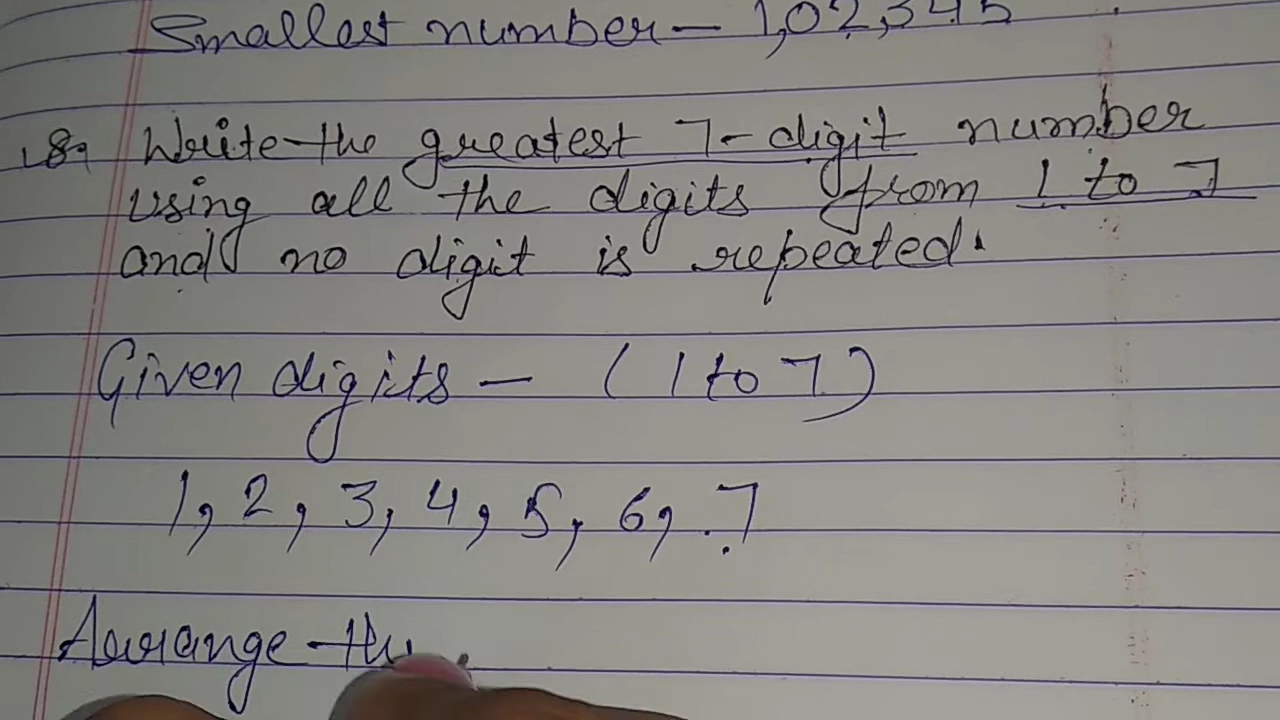 Smallest number - 1,02,345
18. Write the greatest 7-digit number
using all the digits from 1 to 7
and no digit is repeated.
Given digits - (1 to 7)
1, 2, 3, 4, 5, 6, 7
Arrange